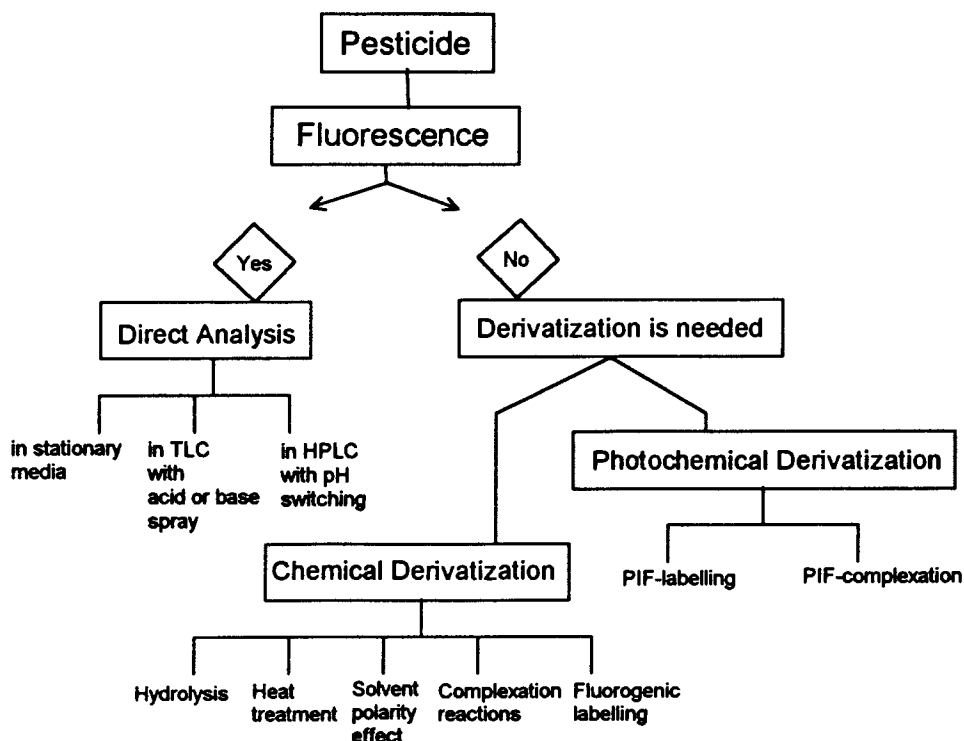 Pesticide
Fluorescence
Yes
No
Direct Analysis
Derivatization is needed
in stationary
media
in TLC
with
acid or base
spray
in HPLC
with pH
switching
Photochemical Derivatization
PIF-labelling
PIF-complexation
Chemical Derivatization
Hydrolysis
Heat
treatment
Solvent
polarity
effect
Complexation
reactions
Fluorogenic
labelling